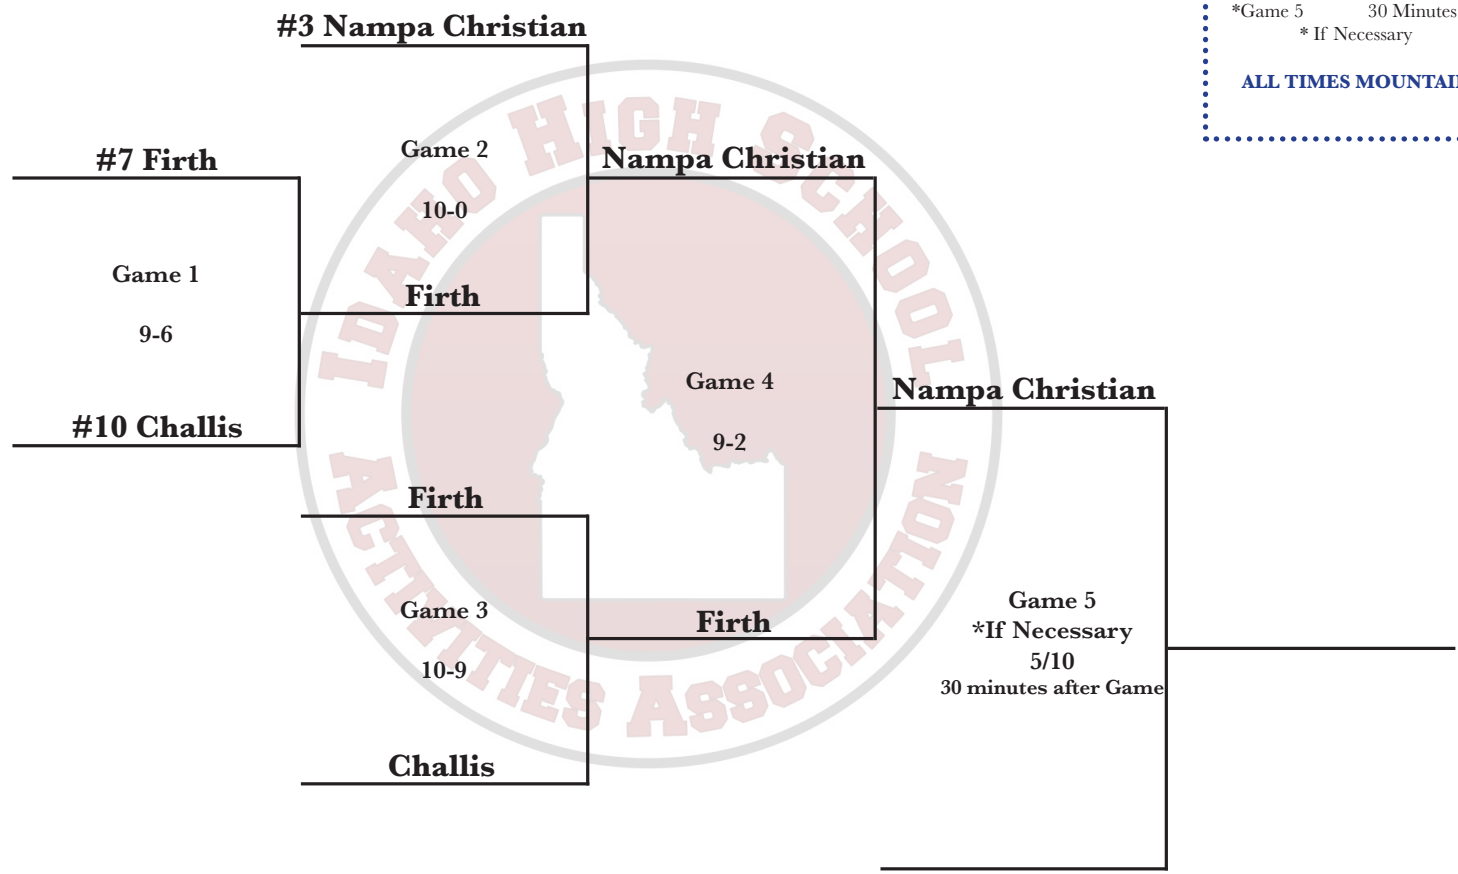 #3 Nampa Christian
*Game 5 30 Minutes
* If Necessary
ALL TIMES MOUNTAI
#7 Firth
Game 2
10-0
Nampa Christian
Game 1
9-6
Firth
#10 Challis
Game 4
9-2
Nampa Christian
Firth
Game 3
10-9
Firth
Challis
Game 5
*If Necessary
5/10
30 minutes after Game
IDAHO HIGH SCHOOL
ACTIVITIES ASSOCIATION